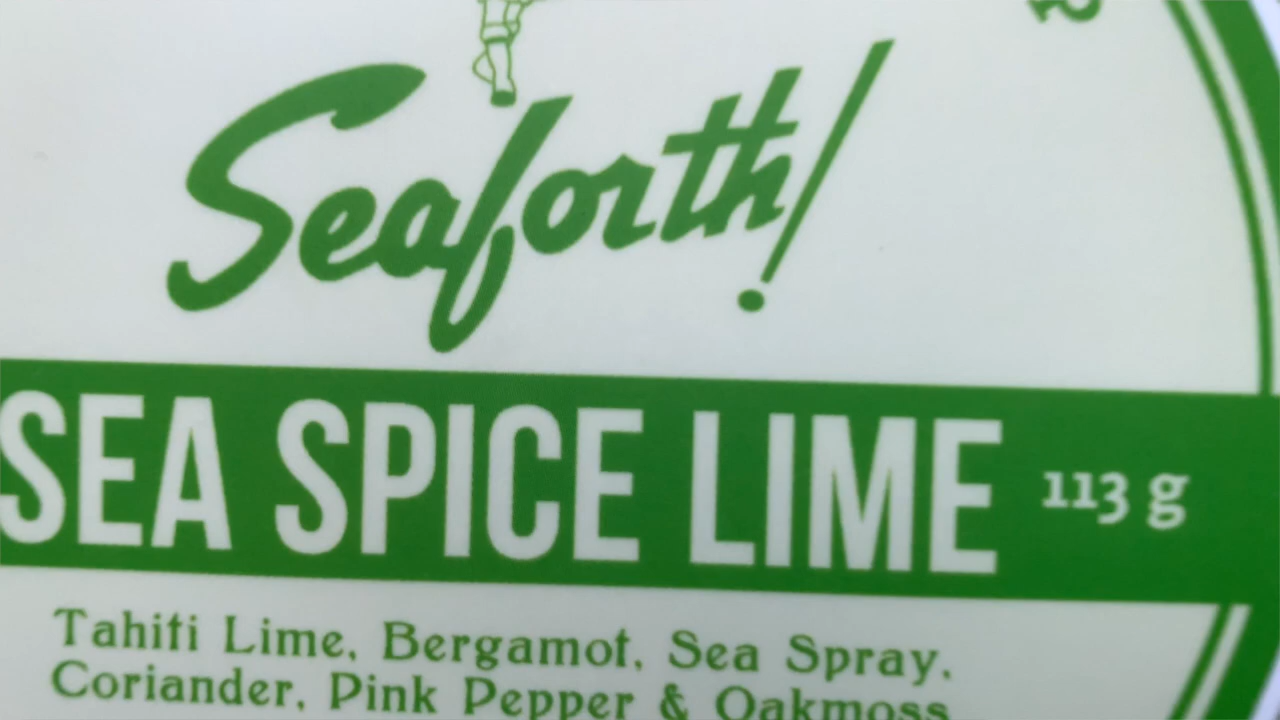 Seaforth!
SEA SPICE LIME 113 g
Tahiti Lime, Bergamot, Sea Spray,
Coriander, Pink Pepper & Oakmoss